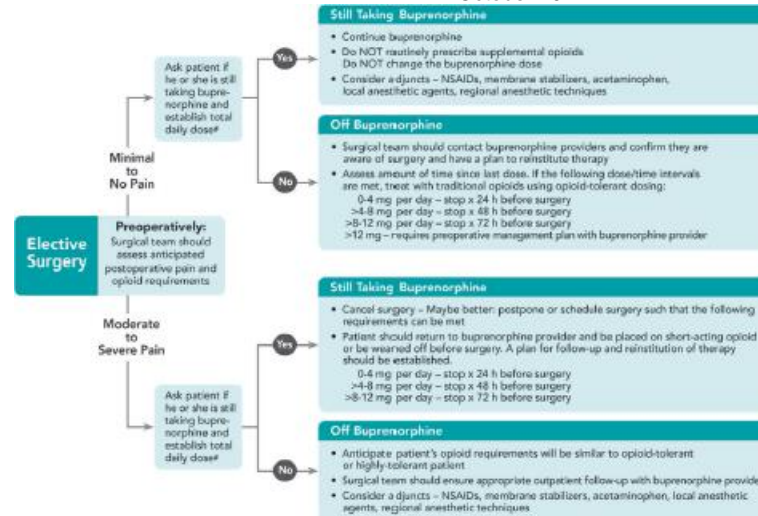 Elective
Surgery
Preoperatively:
Surgical team should
assess anticipated
postoperative pain and
opioid requirements
Minimal
to
No Pain
Ask patient if
he or she is still
taking bupre-
norphine and
establish total
daily dose#
Yes
Still Taking Buprenorphine
• Continue buprenorphine
• Do NOT routinely prescribe supplemental opioids
Do NOT change the buprenorphine dose
• Consider adjuncts – NSAIDs, membrane stabilizers, acetaminophen,
local anesthetic agents, regional anesthetic techniques
No
Off Buprenorphine
• Surgical team should contact buprenorphine providers and confirm they are
aware of surgery and have a plan to reinstitute therapy
• Assess amount of time since last dose. If the following dose/time intervals
are met, treat with traditional opioids using opioid-tolerant dosing:
0-4 mg per day – stop x 24 h before surgery
>4-8 mg per day – stop x 48 h before surgery
>8-12 mg per day – stop x 72 h before surgery
>12 mg – requires preoperative management plan with buprenorphine provider
Moderate
to
Severe Pain
Ask patient if
he or she is still
taking bupre-
norphine and
establish total
daily dose#
Yes
Still Taking Buprenorphine
• Cancel surgery – Maybe better: postpone or schedule surgery such that the following
requirements can be met
• Patient should return to buprenorphine provider and be placed on short-acting opioid
or be wearned off before surgery. A plan for follow-up and reinstitution of therapy
should be established.
0-4 mg per day – stop x 24 h before surgery
>4-8 mg per day – stop x 48 h before surgery
>8-12 mg per day – stop x 72 h before surgery
No
Off Buprenorphine
• Anticipate patient's opioid requirements will be similar to opioid-tolerant
or highly-tolerant patient
• Surgical team should ensure appropriate outpatient follow-up with buprenorphine provide
• Consider adjuncts – NSAIDs, membrane stabilizers, acetaminophen, local anesthetic
agents, regional anesthetic techniques